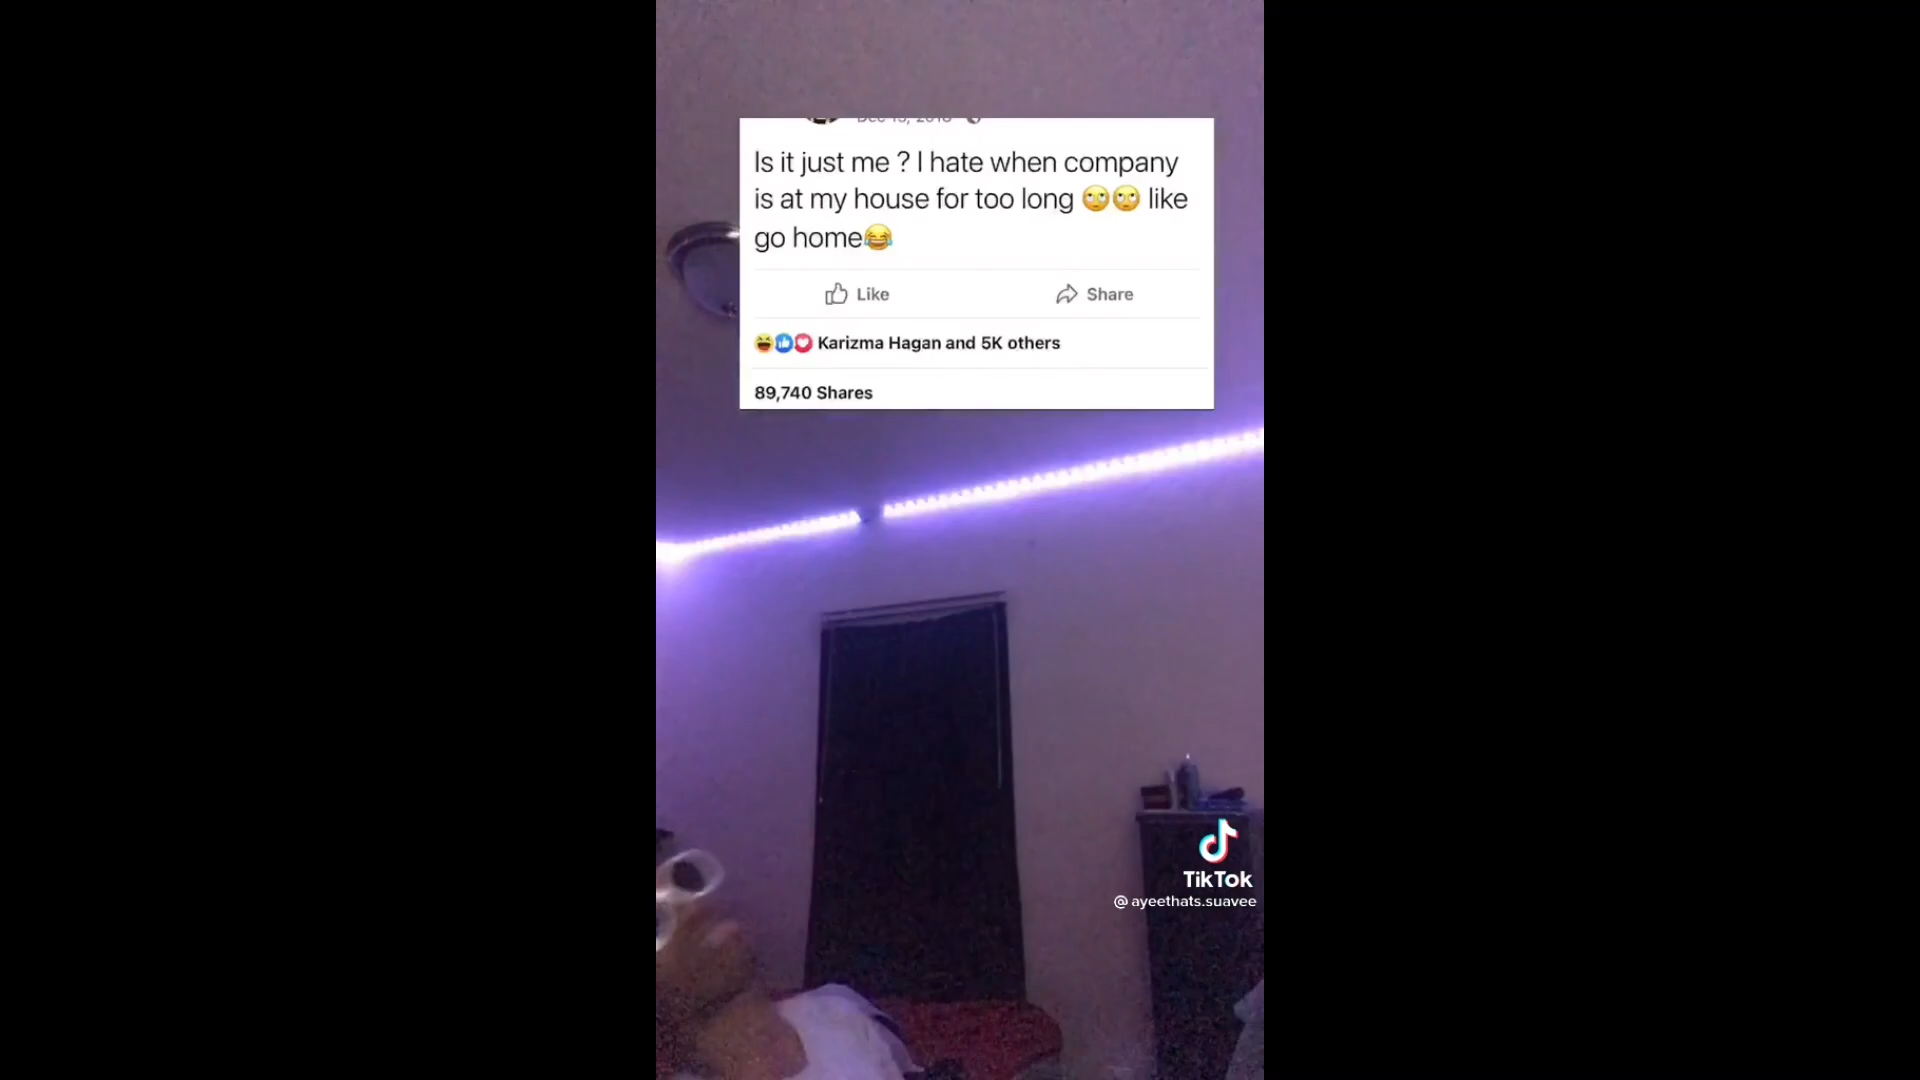 Is it just me ? I hate when company
is at my house for too long 🙄🙄 like
go home😂
Like
Share
Karizma Hagan and 5K others
89,740 Shares
TikTok
@ayeethats.suavee